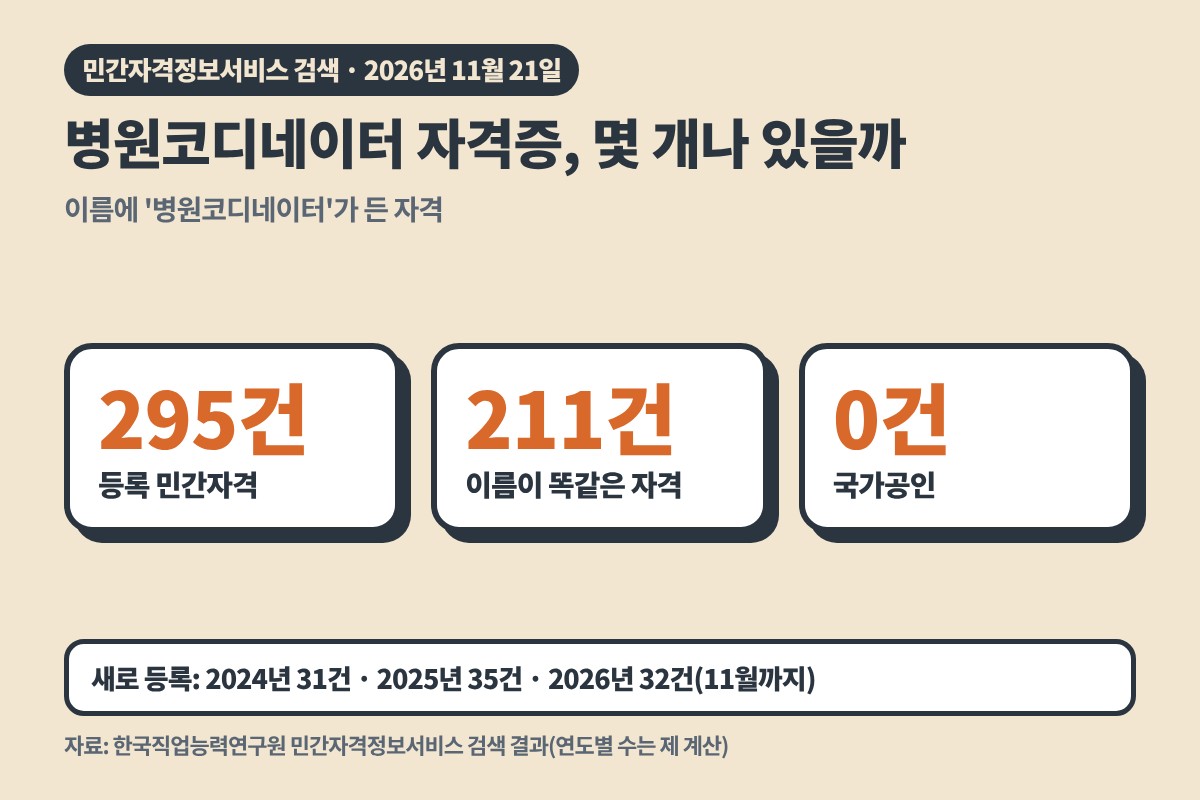 민간자격정보서비스 검색 · 2026년 11월 21일
병원코디네이터 자격증, 몇 개나 있을까
이름에 '병원코디네이터'가 든 자격
295건
등록 민간자격
211건
이름이 똑같은 자격
0건
국가공인
새로 등록: 2024년 31건 · 2025년 35건 · 2026년 32건(11월까지)
자료: 한국직업능력연구원 민간자격정보서비스 검색 결과(연도별 수는 제 계산)